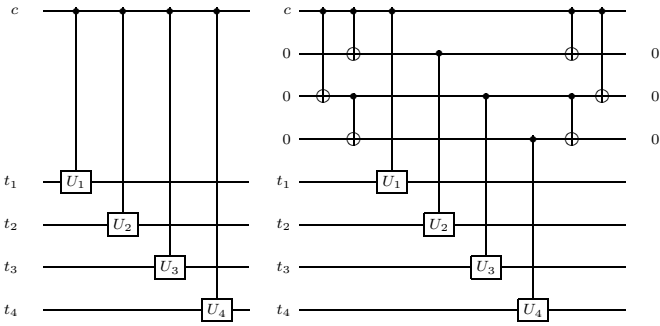 c c
0 0
0 0
0 0
t₁ U₁ t₁ U₁
t₂ U₂ t₂ U₂
t₃ U₃ t₃ U₃
t₄ U₄ t₄ U₄